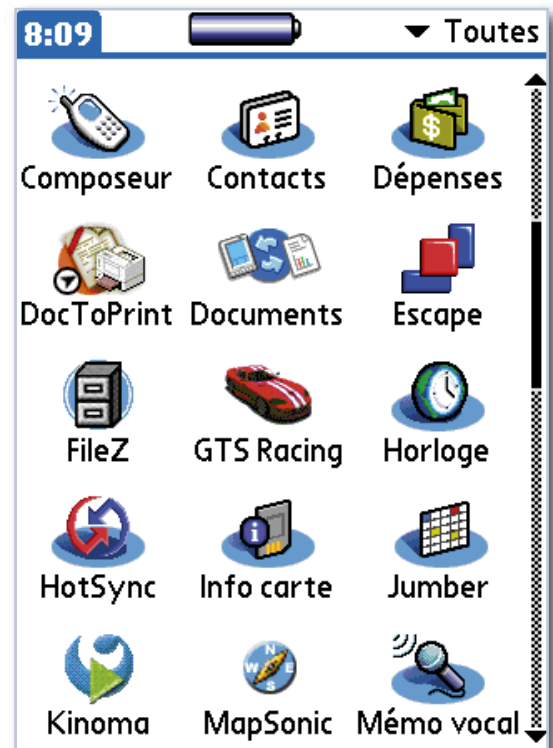 8:09 Toutes
Composeur Contacts Dépenses
DocToPrint Documents Escape
FileZ GTS Racing Horloge
HotSync Info carte Jumber
N
W E
S
Kinoma MapSonic Mémo vocal